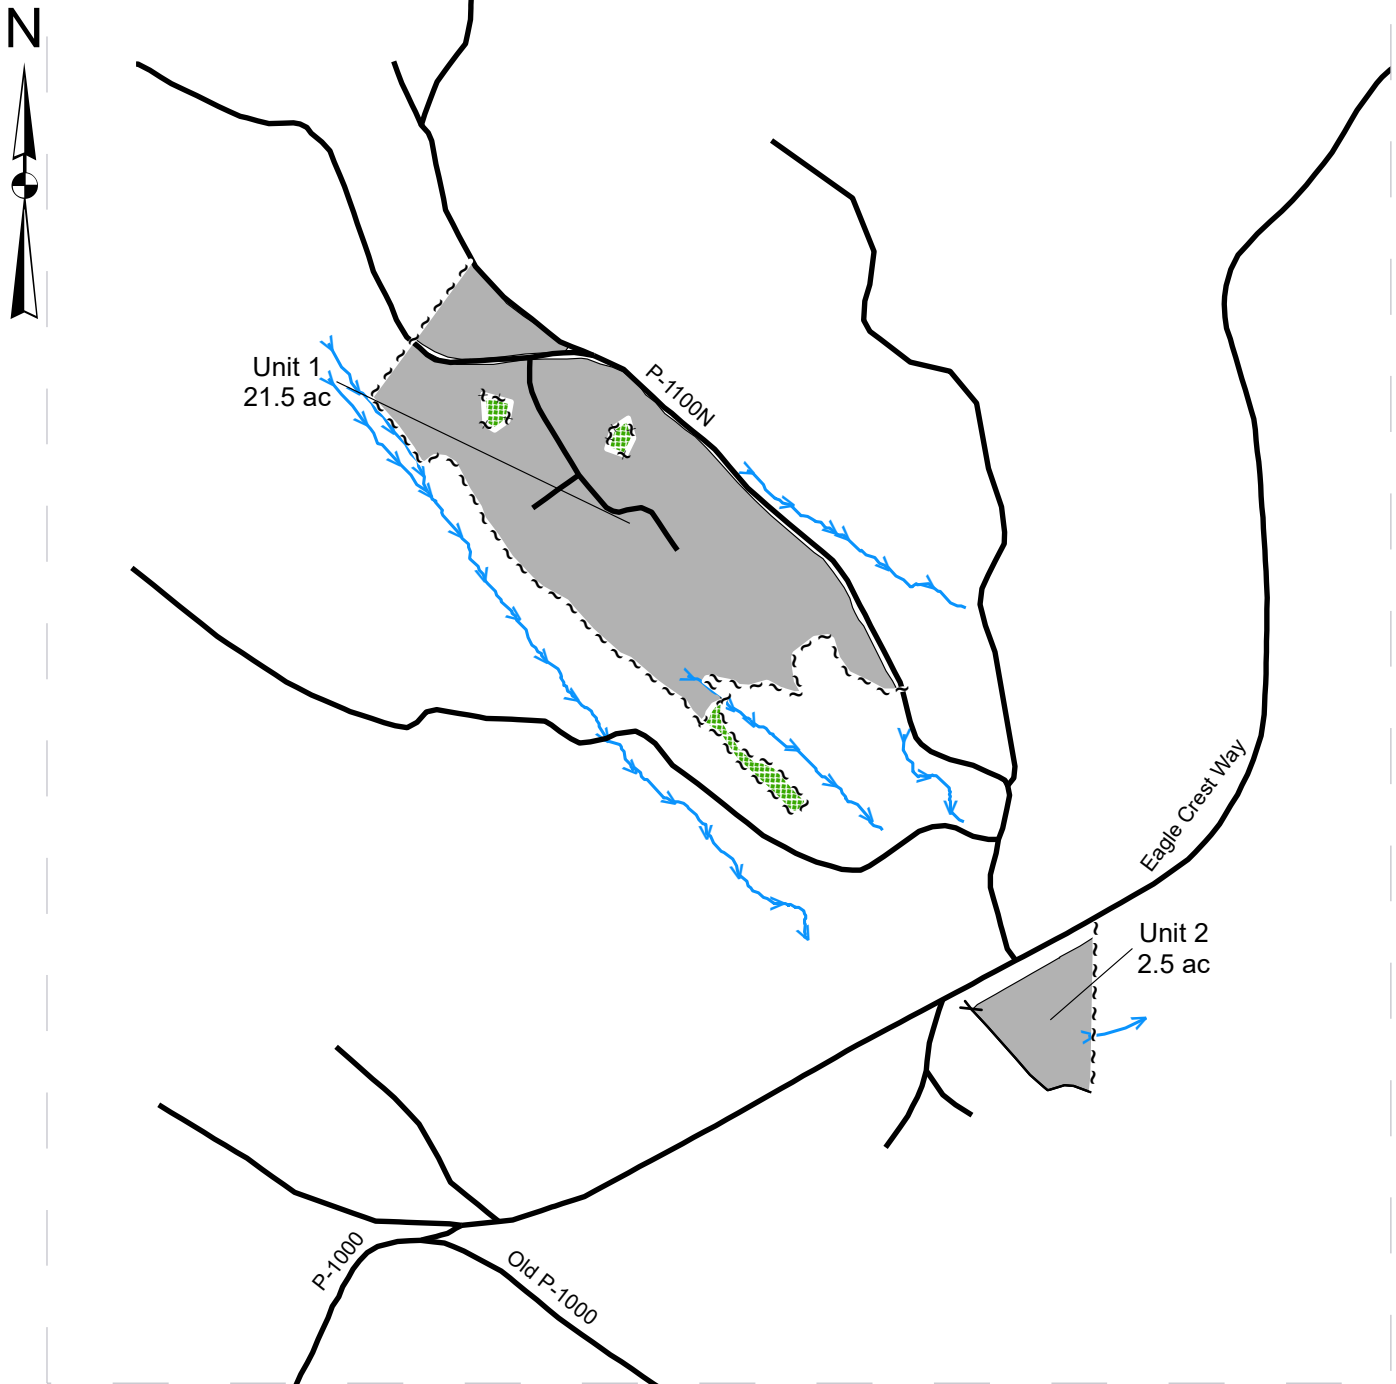 N
Unit 1
21.5 ac
P-1100N
Eagle Crest Way
Unit 2
2.5 ac
P-1000
Old P-1000